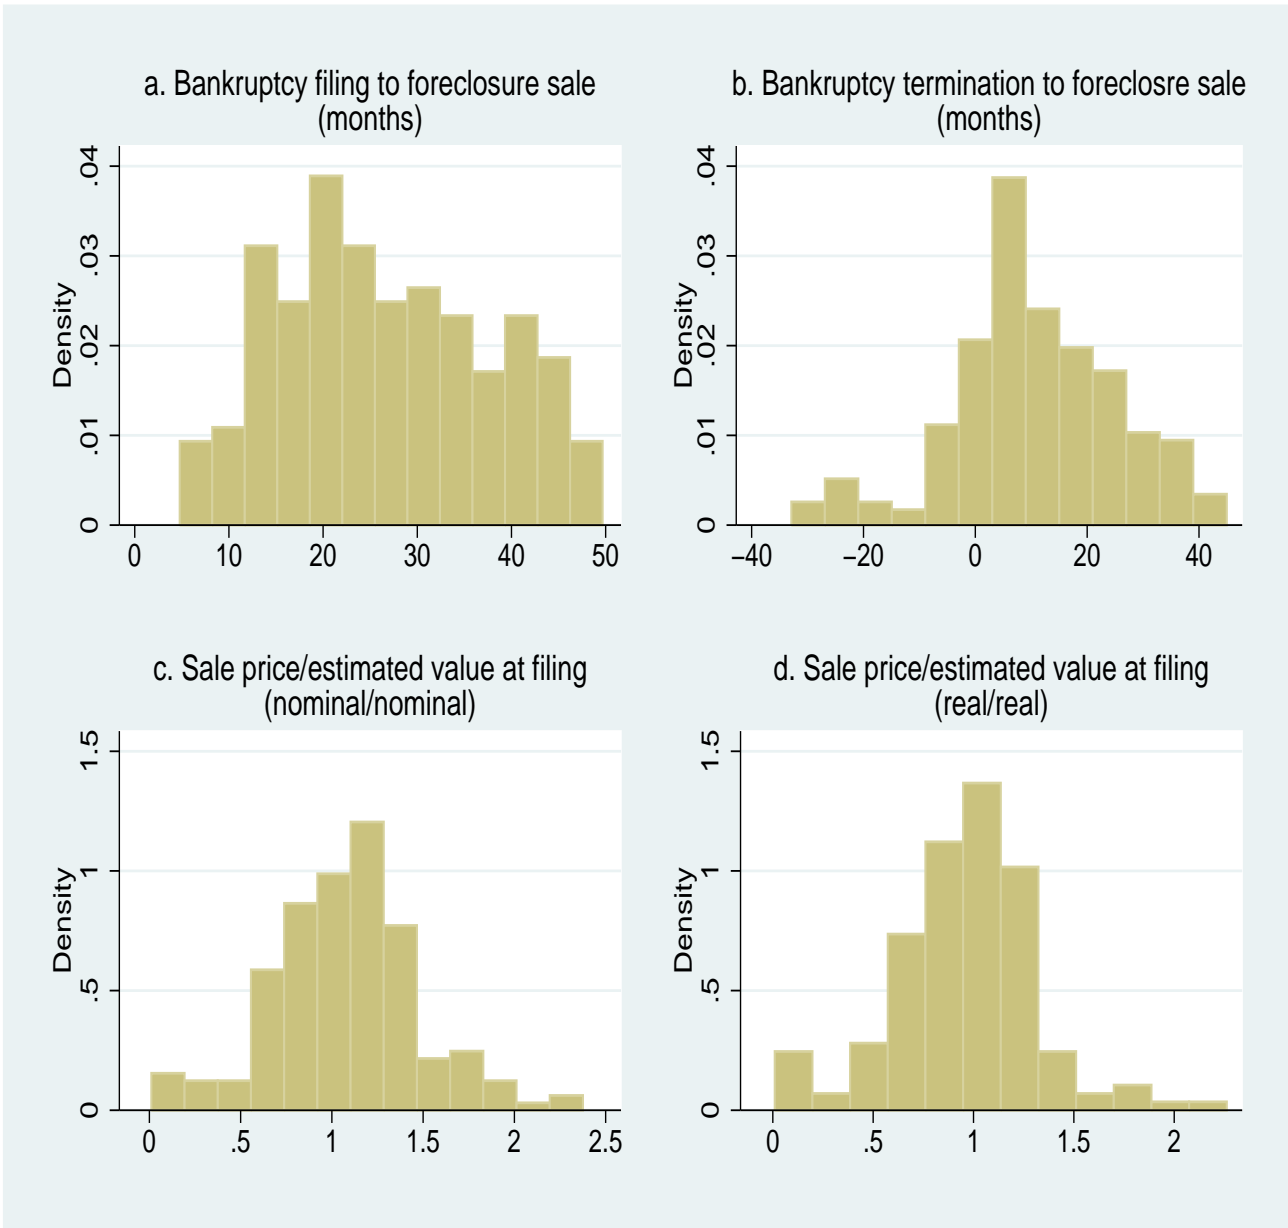 a. Bankruptcy filing to foreclosure sale
(months)
Density
0 .01 .02 .03 .04
0 10 20 30 40 50
b. Bankruptcy termination to foreclosre sale
(months)
Density
0 .01 .02 .03 .04
−40 −20 0 20 40
c. Sale price/estimated value at filing
(nominal/nominal)
Density
0 .5 1 1.5
0 .5 1 1.5 2 2.5
d. Sale price/estimated value at filing
(real/real)
Density
0 .5 1 1.5
0 .5 1 1.5 2